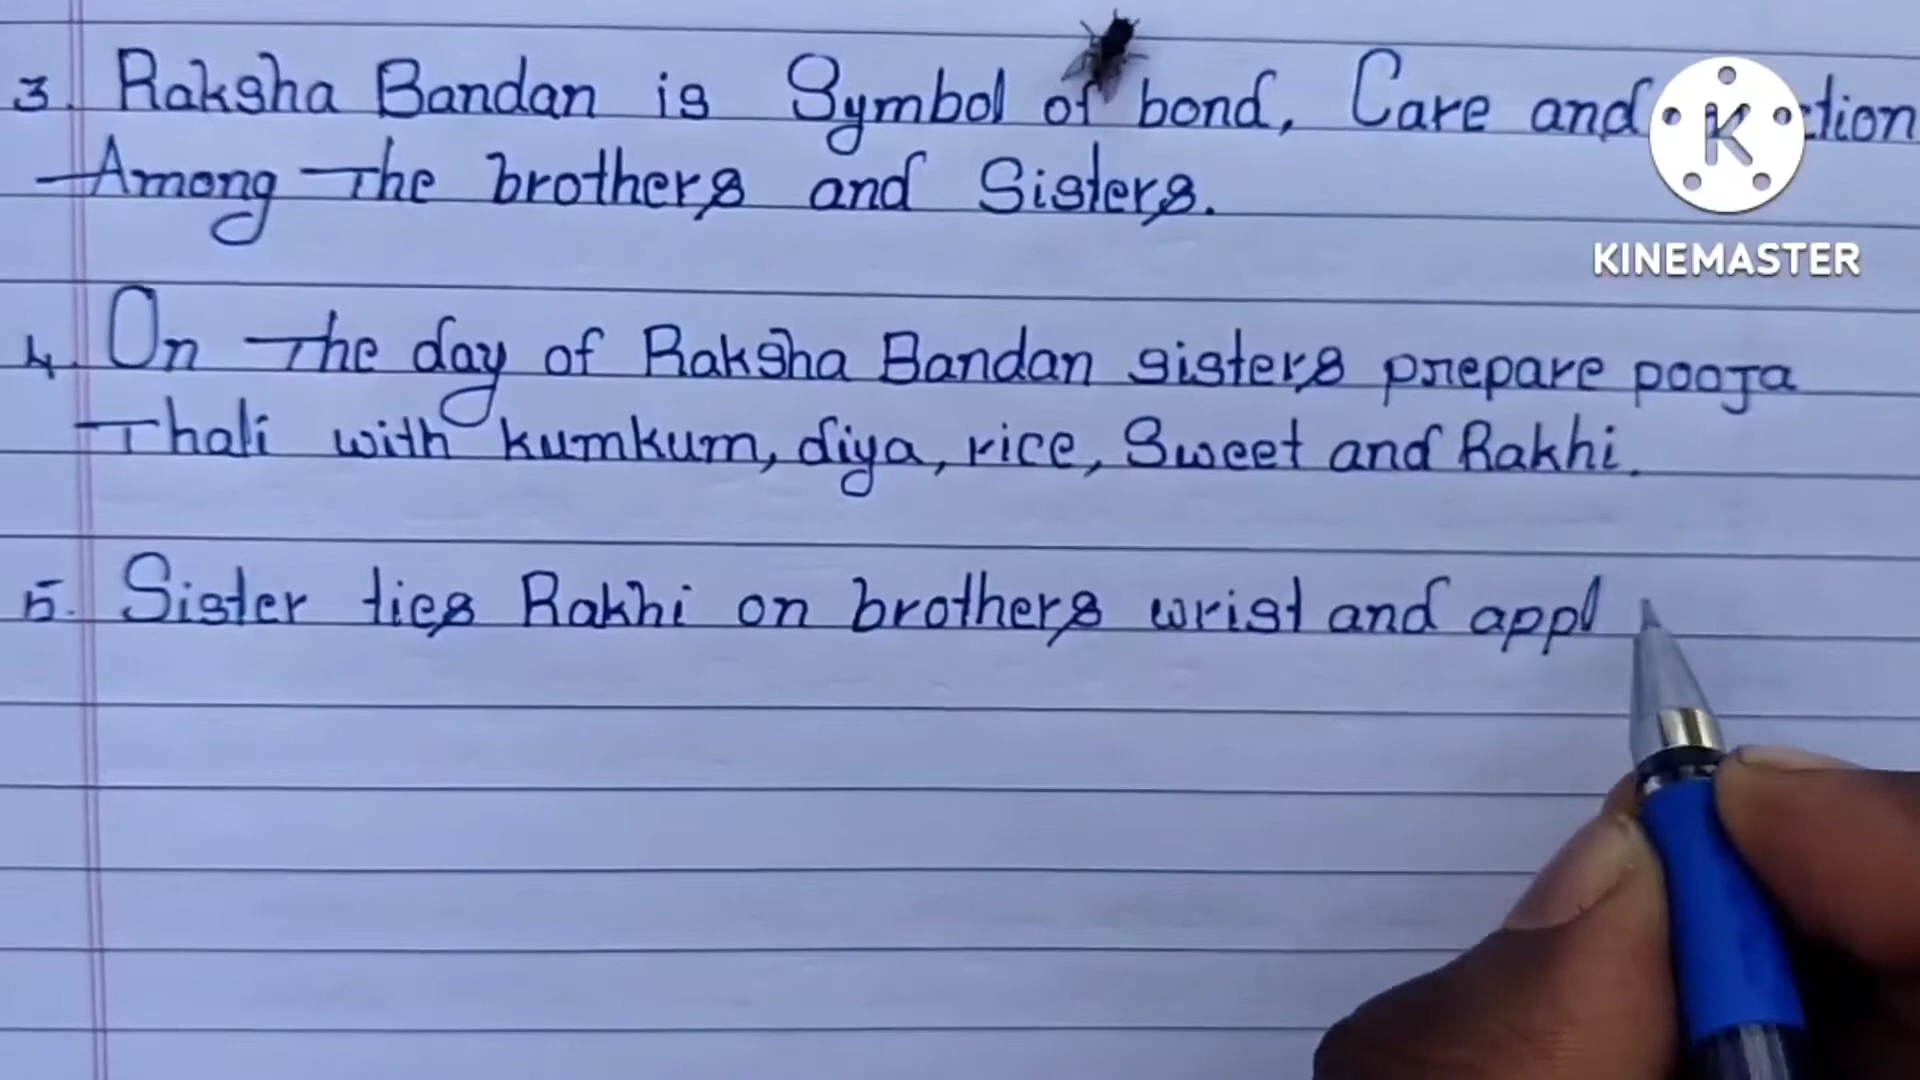 3. Raksha Bandan is Symbol of bond, Care and
Among The brothers and Sisters.
4. On The day of Raksha Bandan sisters prepare pooja
Thali with kumkum, diya, rice, Sweet and Rakhi.
5. Sister ties Rakhi on brothers wrist and appl
K
KINEMASTER